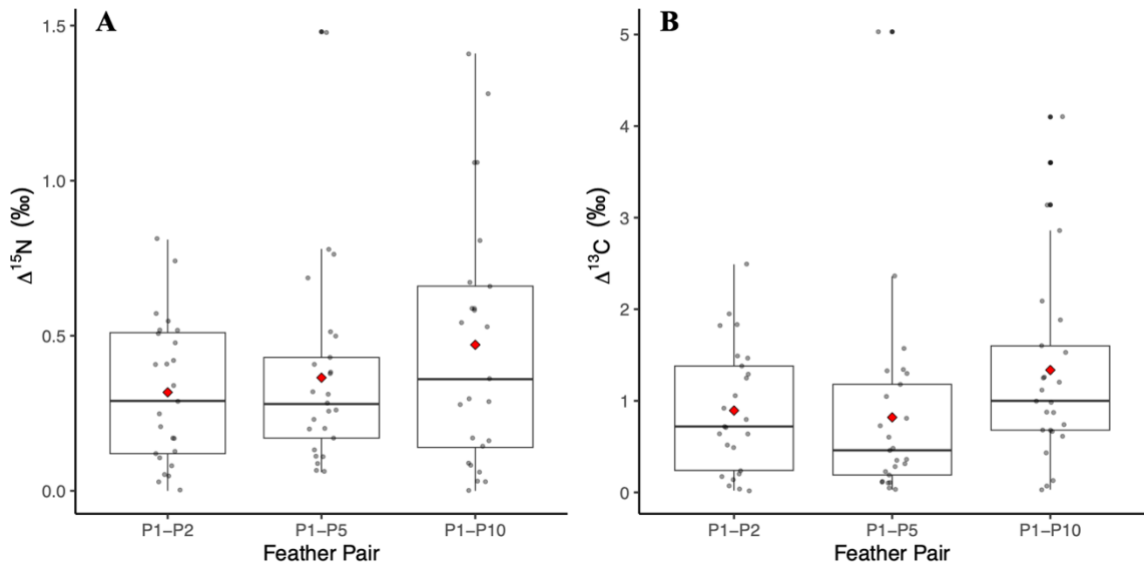 A
1.5
1.0
0.5
0.0
Δ¹⁵N (‰)
P1–P2 P1–P5 P1–P10
Feather Pair
B
5
4
3
2
1
0
Δ¹³C (‰)
P1–P2 P1–P5 P1–P10
Feather Pair